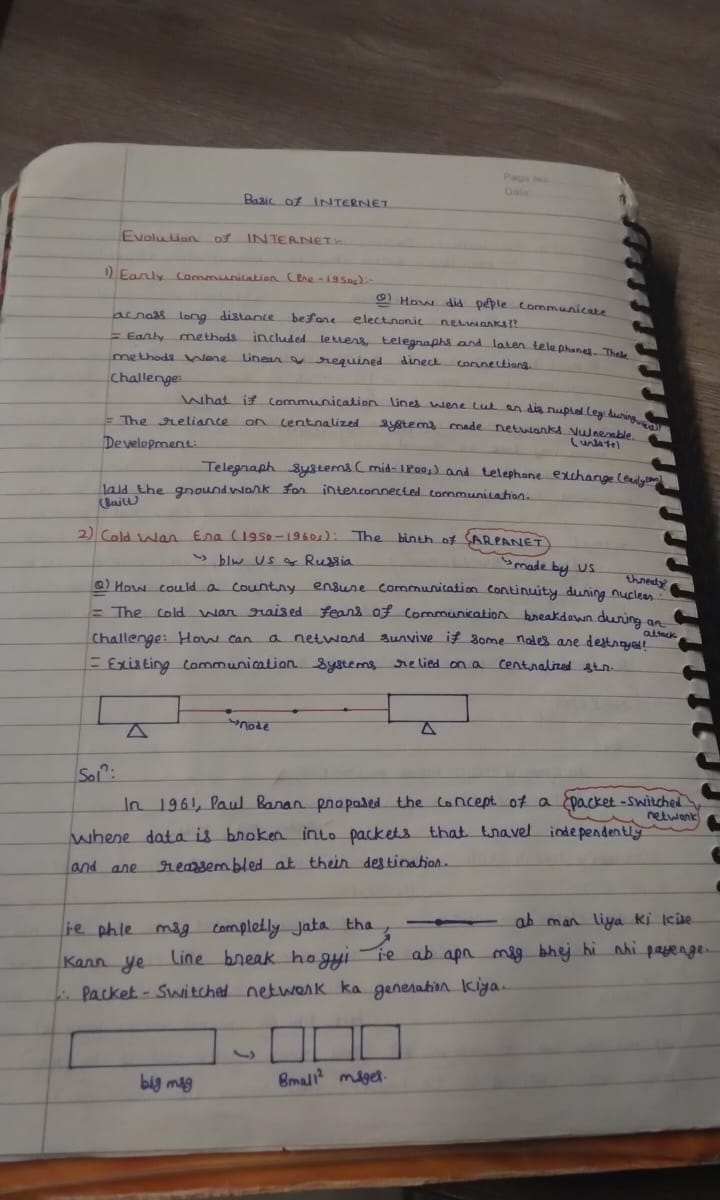 Page No:
Date:
Basic of INTERNET
Evolution of INTERNET:-
1) Early Communication (Pre-1950s):-
Q) How did people communicate
across long distance before electronic networks??
= Early methods included letters, telegraphs and later telephones. These
methods were linear & required direct connections.
Challenge:
What if communication lines were cut or disrupted (eg: during war)?
= The reliance on centralized systems made networks vulnerable.
(unsafe)
Development:
Telegraph systems (mid-1800s) and telephone exchange (early
laid the groundwork for interconnected communication.
(built)
2) Cold War Era (1950-1960s): The birth of ARPANET
↳ b/w US & Russia
↳ made by US
Q) How could a country ensure communication continuity during nuclear threats?
= The cold war raised fears of communication breakdown during an attack
Challenge: How can a netword survive if some nodes are destroyed?
= Existing communication systems relied on a centralized stn.
↳node
Solⁿ:
In 1961, Paul Baran proposed the concept of a packet-switched network
where data is broken into packets that travel independently
and are reassembled at their destination.
ie phle msg completly jata tha, ab man liya ki kise
karn ye line break hogyi ie ab apn msg bhej hi nhi payenge.
∴ Packet-Switched network ka generation kiya.
big msg
Small² msges.